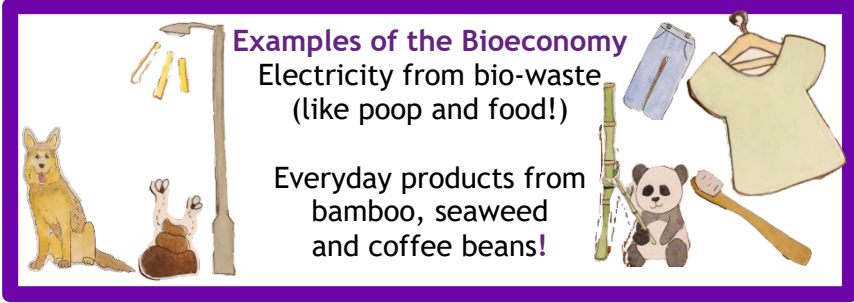 Examples of the Bioeconomy
Electricity from bio-waste
(like poop and food!)
Everyday products from
bamboo, seaweed
and coffee beans!